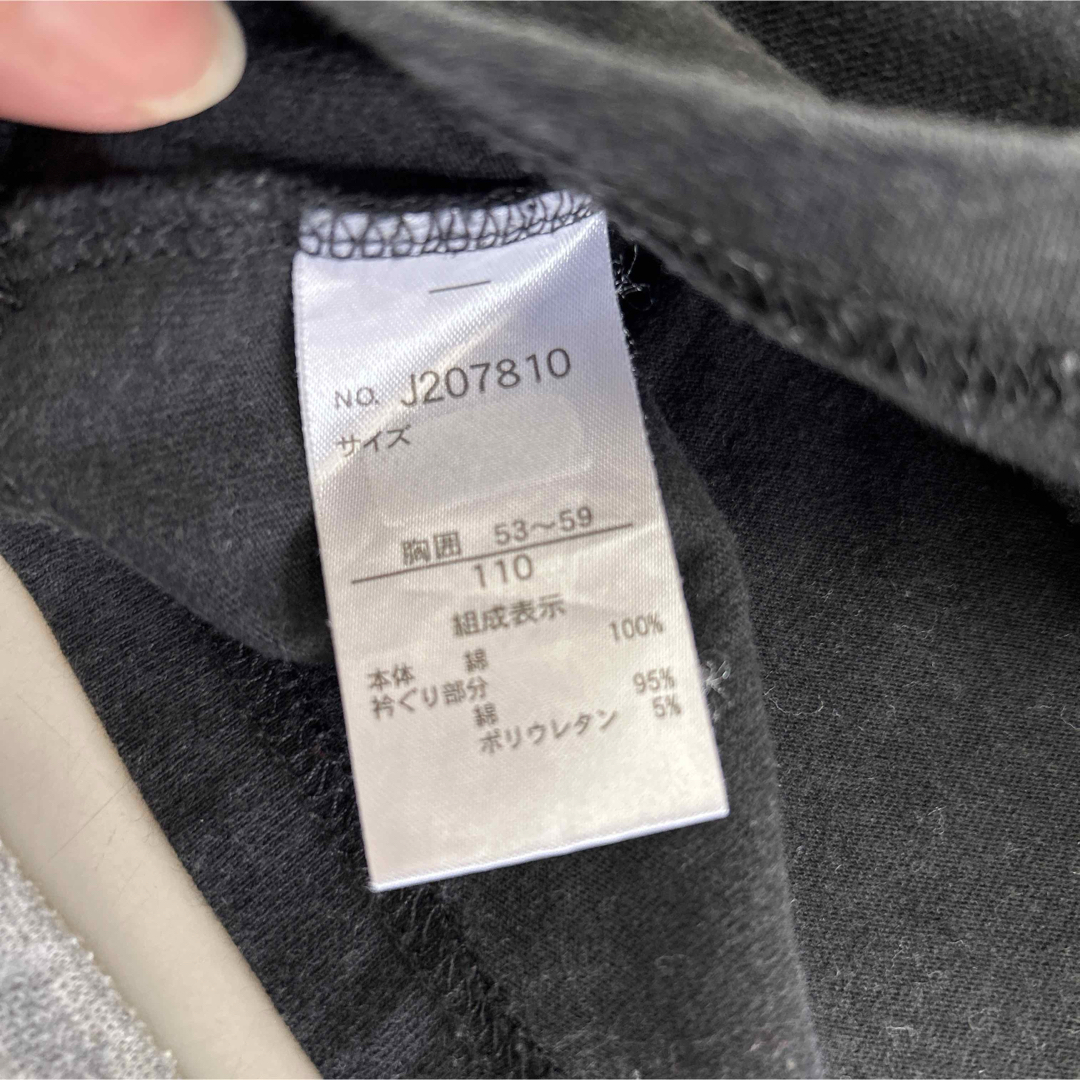 NO. J207810
サイズ
胸囲 53～59
110
組成表示
本体 綿 100%
衿ぐり部分
綿 95%
ポリウレタン 5%